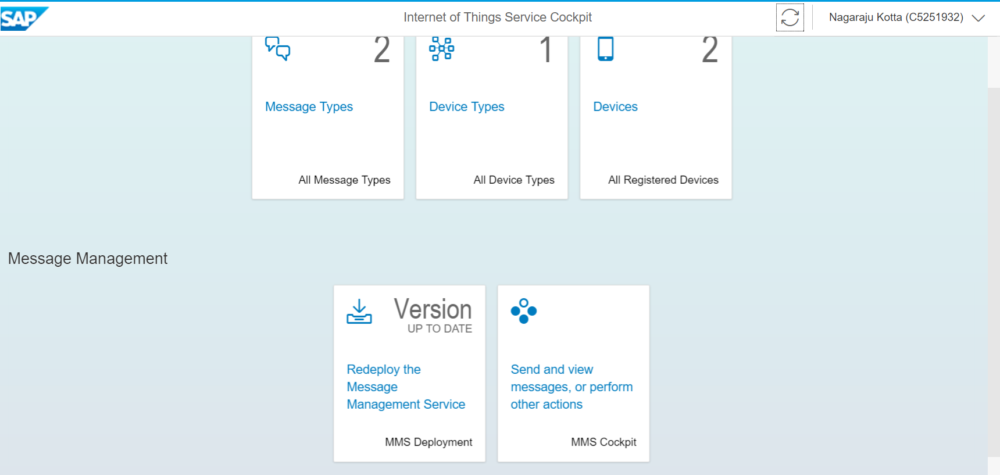 SAP
Internet of Things Service Cockpit
Nagaraju Kotta (C5251932)
2
1
2
Message Types
Device Types
Devices
All Message Types
All Device Types
All Registered Devices
Message Management
Version
UP TO DATE
Redeploy the
Message
Management Service
MMS Deployment
Send and view
messages, or perform
other actions
MMS Cockpit